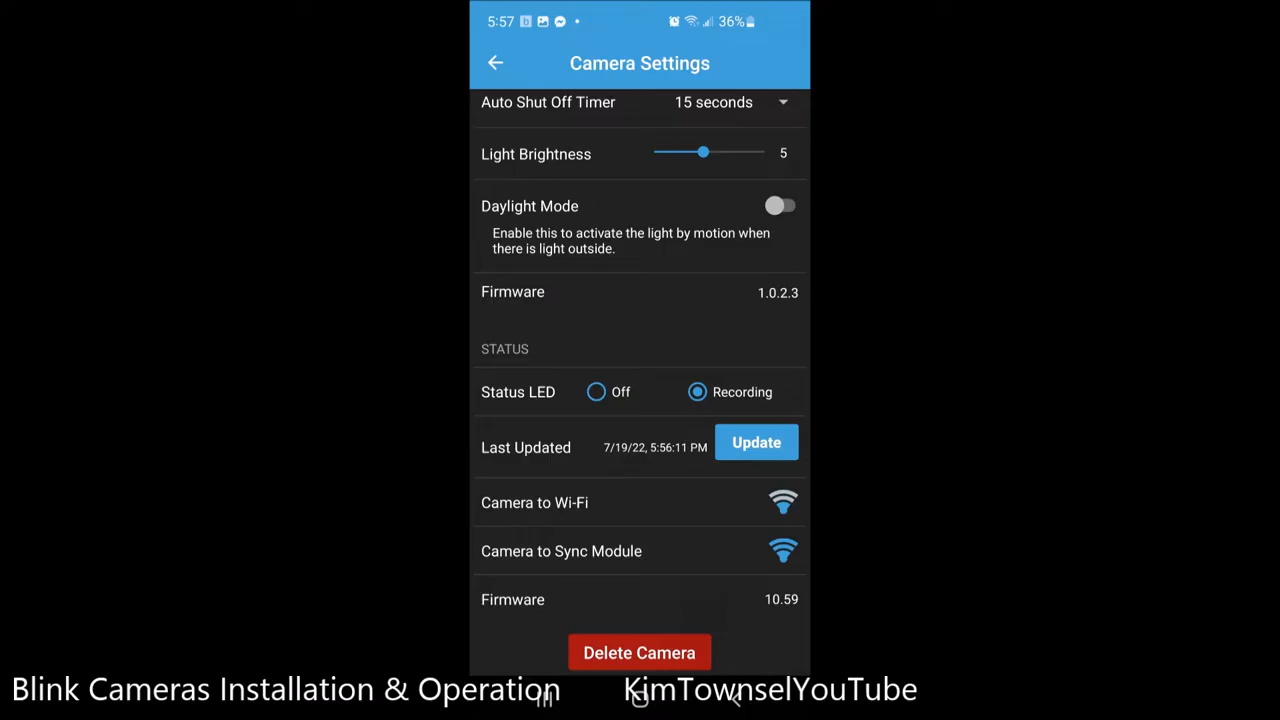 5:57 36%
Camera Settings
Auto Shut Off Timer 15 seconds
Light Brightness 5
Daylight Mode
Enable this to activate the light by motion when
there is light outside.
Firmware 1.0.2.3
STATUS
Status LED Off Recording
Last Updated 7/19/22, 5:56:11 PM Update
Camera to Wi-Fi
Camera to Sync Module
Firmware 10.59
Delete Camera
Blink Cameras Installation & Operation KimTownselYouTube